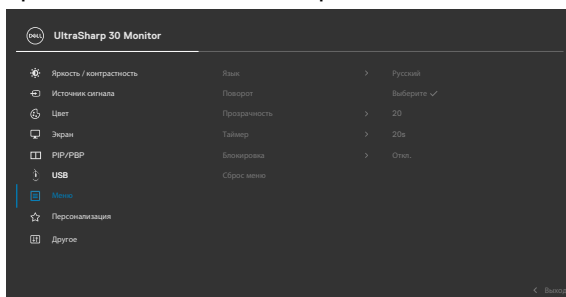 DELL UltraSharp 30 Monitor
Яркость / контрастность
Язык > Русский
Источник сигнала
Поворот Выберите ✓
Цвет
Прозрачность > 20
Экран
Таймер > 20s
PIP/PBP
Блокировка > Откл.
USB
Сброс меню
Меню
Персонализация
Другое
< Выход